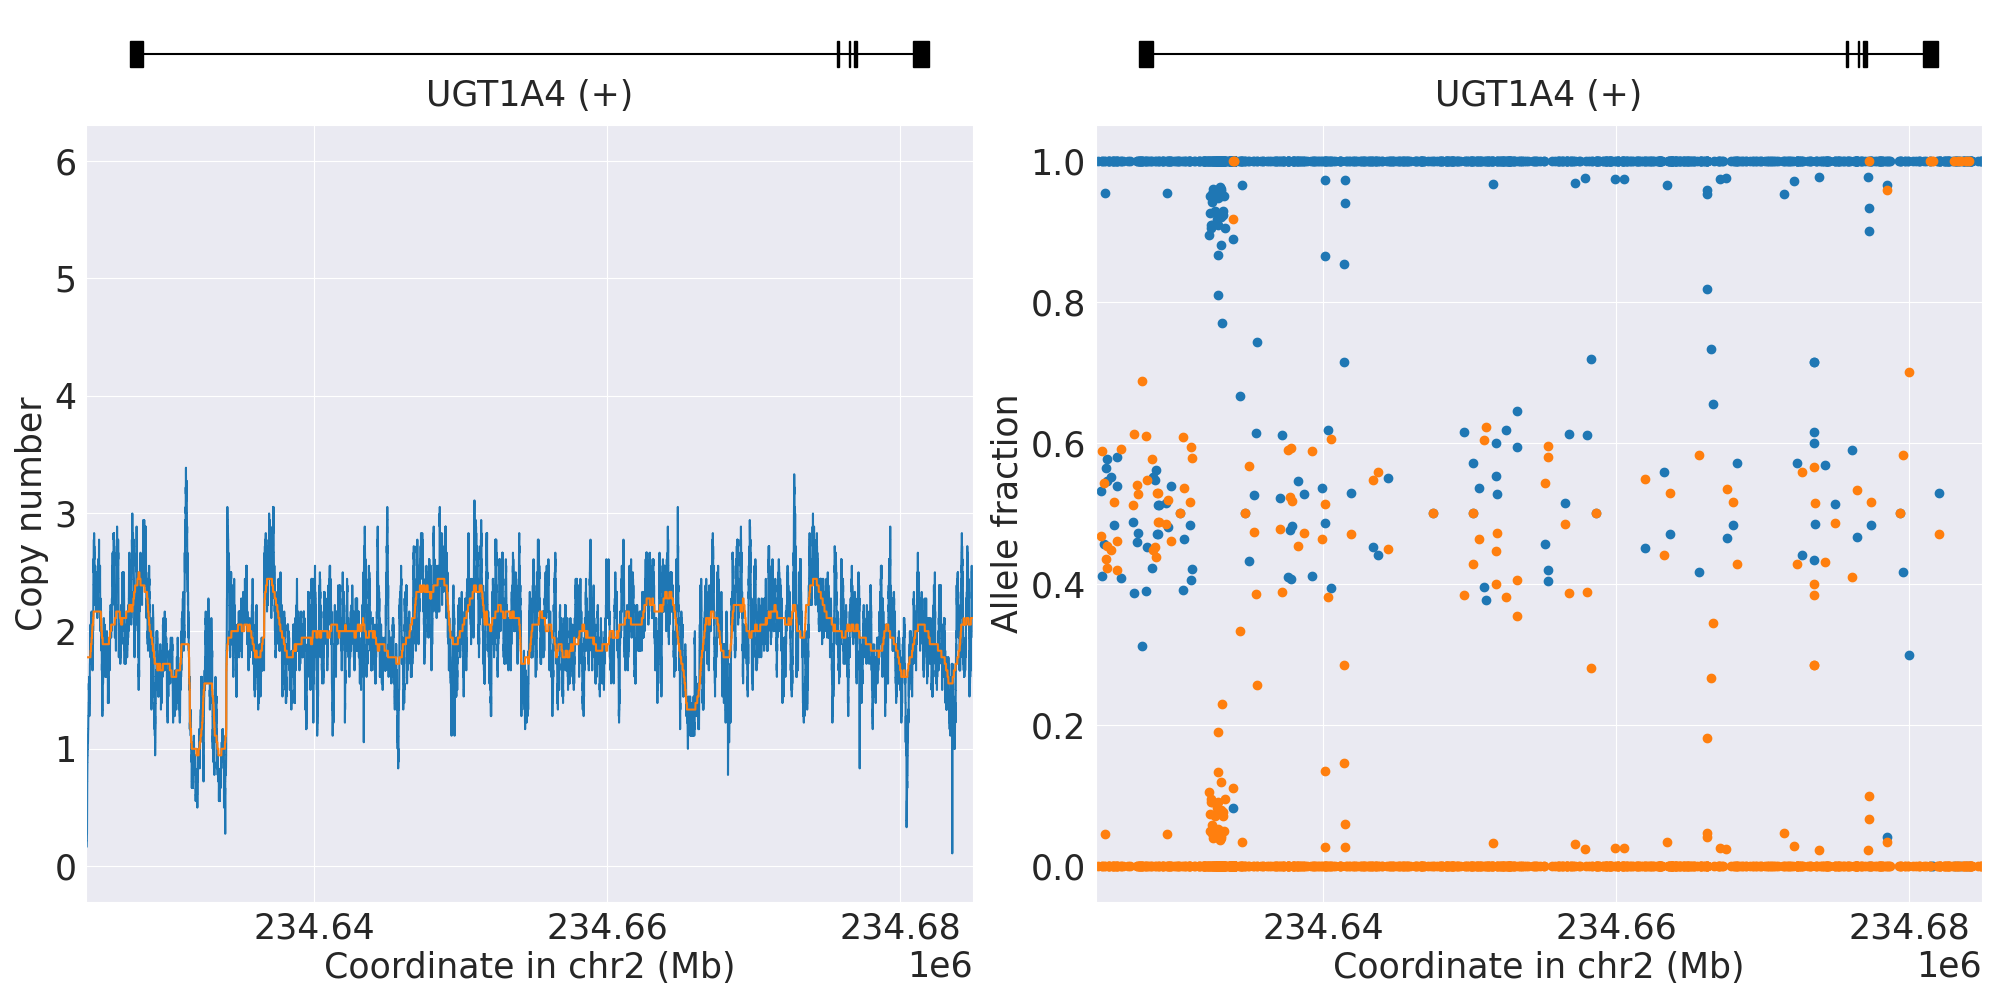 UGT1A4 (+)
Copy number
6
5
4
3
2
1
0
234.64
234.66
234.68
Coordinate in chr2 (Mb)
1e6
UGT1A4 (+)
Allele fraction
1.0
0.8
0.6
0.4
0.2
0.0
234.64
234.66
234.68
Coordinate in chr2 (Mb)
1e6